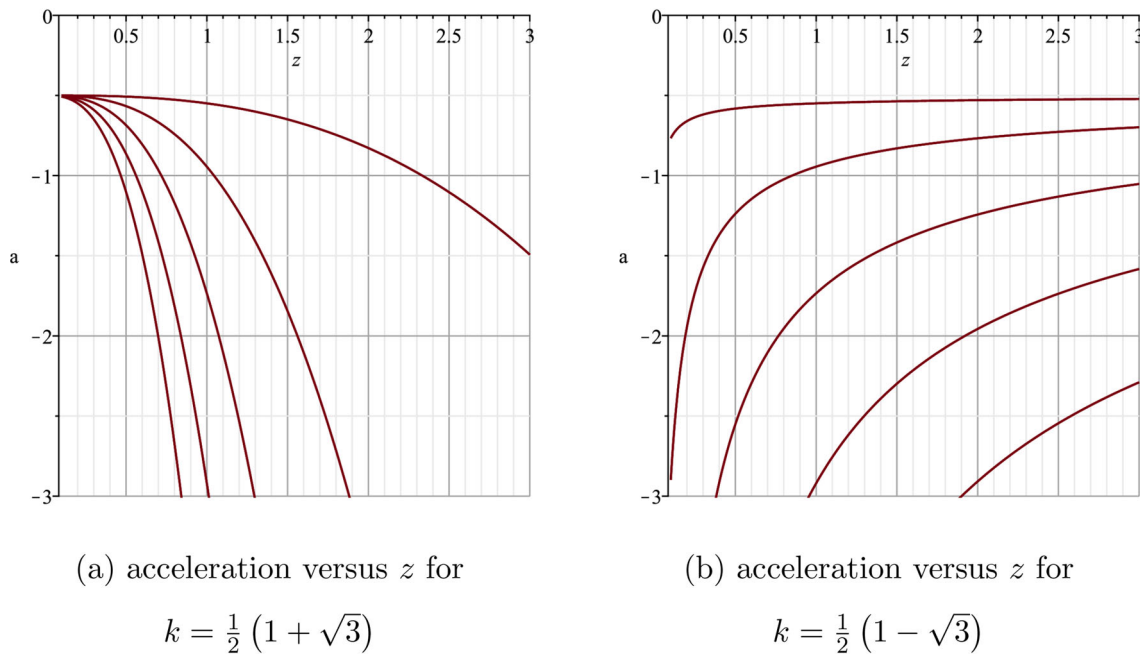 0
0.5
1
1.5
2
2.5
3
z
−1
a
−2
−3
0
0.5
1
1.5
2
2.5
3
z
−1
a
−2
−3
(a) acceleration versus z for
k = ½ (1 + √3)
(b) acceleration versus z for
k = ½ (1 − √3)